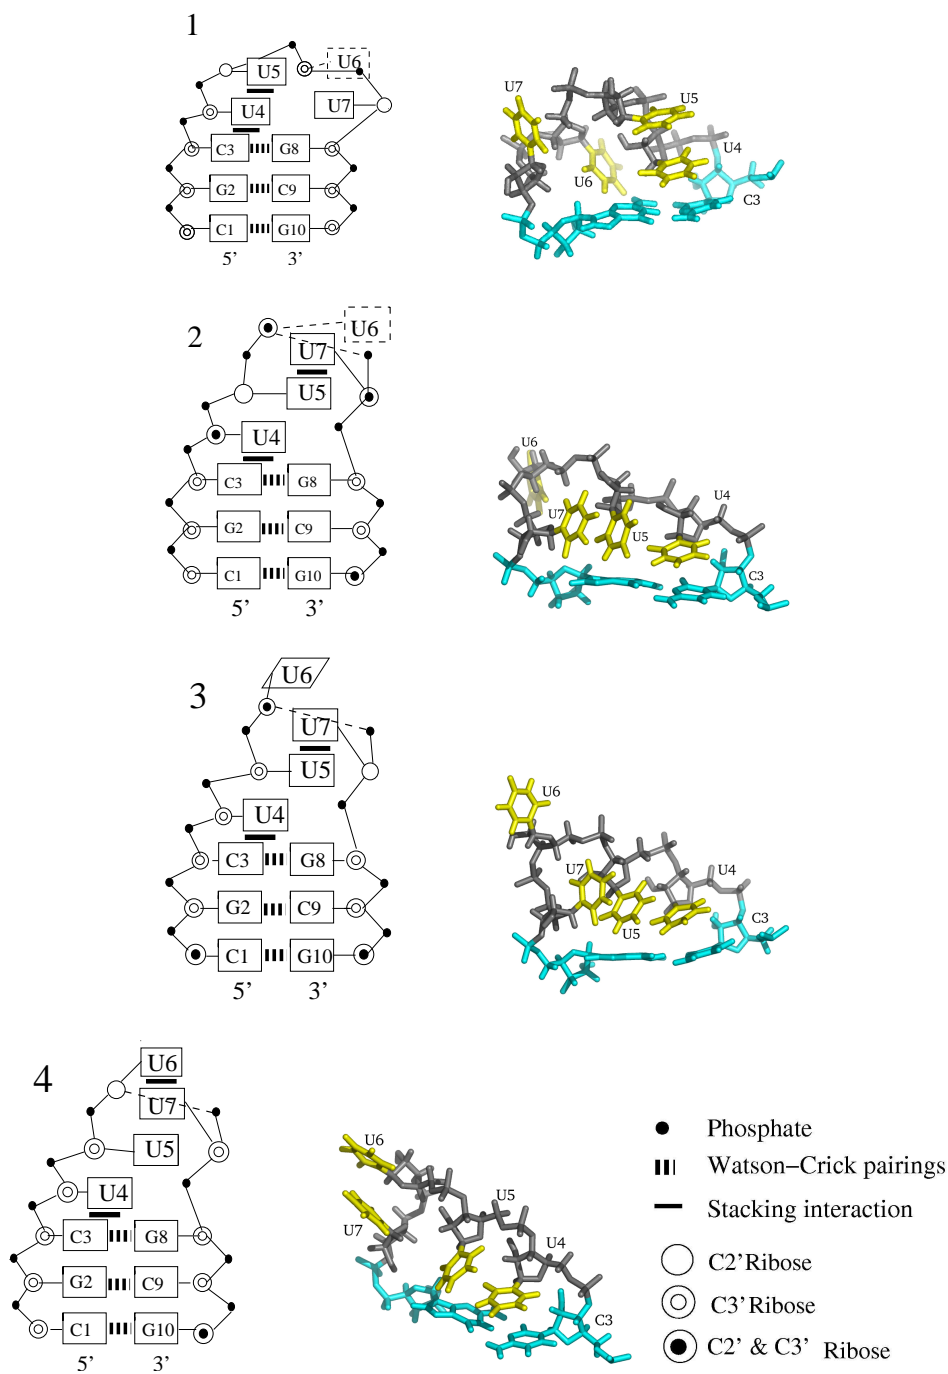 1
U5
U6
U4
U7
C3
G8
G2
C9
C1
G10
5’
3’
U7
U5
U4
U6
C3
2
U6
U7
U5
U4
C3
G8
G2
C9
C1
G10
5’
3’
U6
U4
U7
U5
C3
3
U6
U7
U5
U4
C3
G8
G2
C9
C1
G10
5’
3’
U6
U7
U4
U5
C3
4
U6
U7
U5
U4
C3
G8
G2
C9
C1
G10
5’
3’
U6
U5
U7
U4
C3
Phosphate
Watson−Crick pairings
Stacking interaction
C2’Ribose
C3’Ribose
C2’ & C3’ Ribose